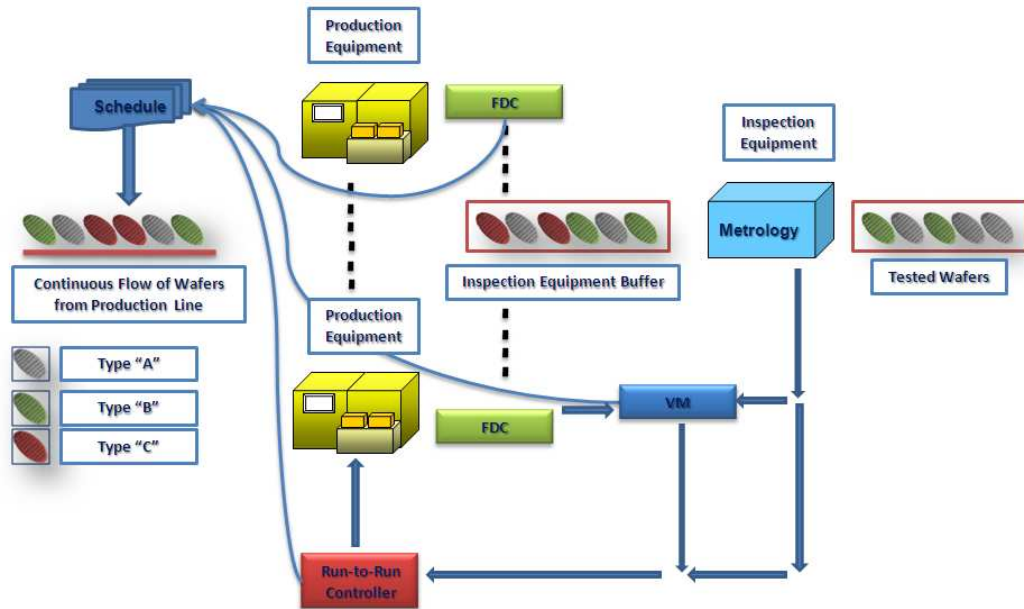 Production
Equipment
Schedule
FDC
Inspection
Equipment
Metrology
Continuous Flow of Wafers
from Production Line
Inspection Equipment Buffer
Tested Wafers
Production
Equipment
Type “A”
Type “B”
Type “C”
VM
FDC
Run-to-Run
Controller